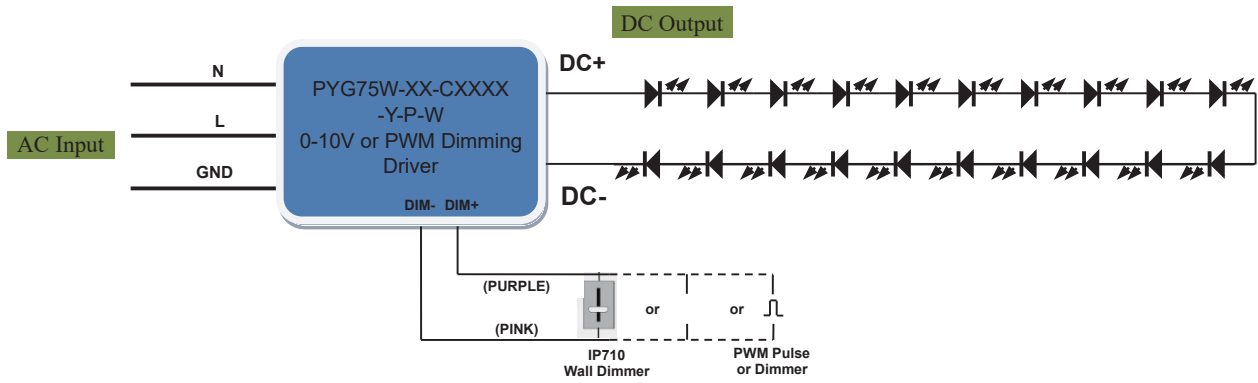 DC Output
DC+
N
PYG75W-XX-CXXXX
-Y-P-W
0-10V or PWM Dimming
Driver
L
AC Input
GND
DC-
DIM- DIM+
(PURPLE)
or
or
(PINK)
IP710
Wall Dimmer
PWM Pulse
or Dimmer